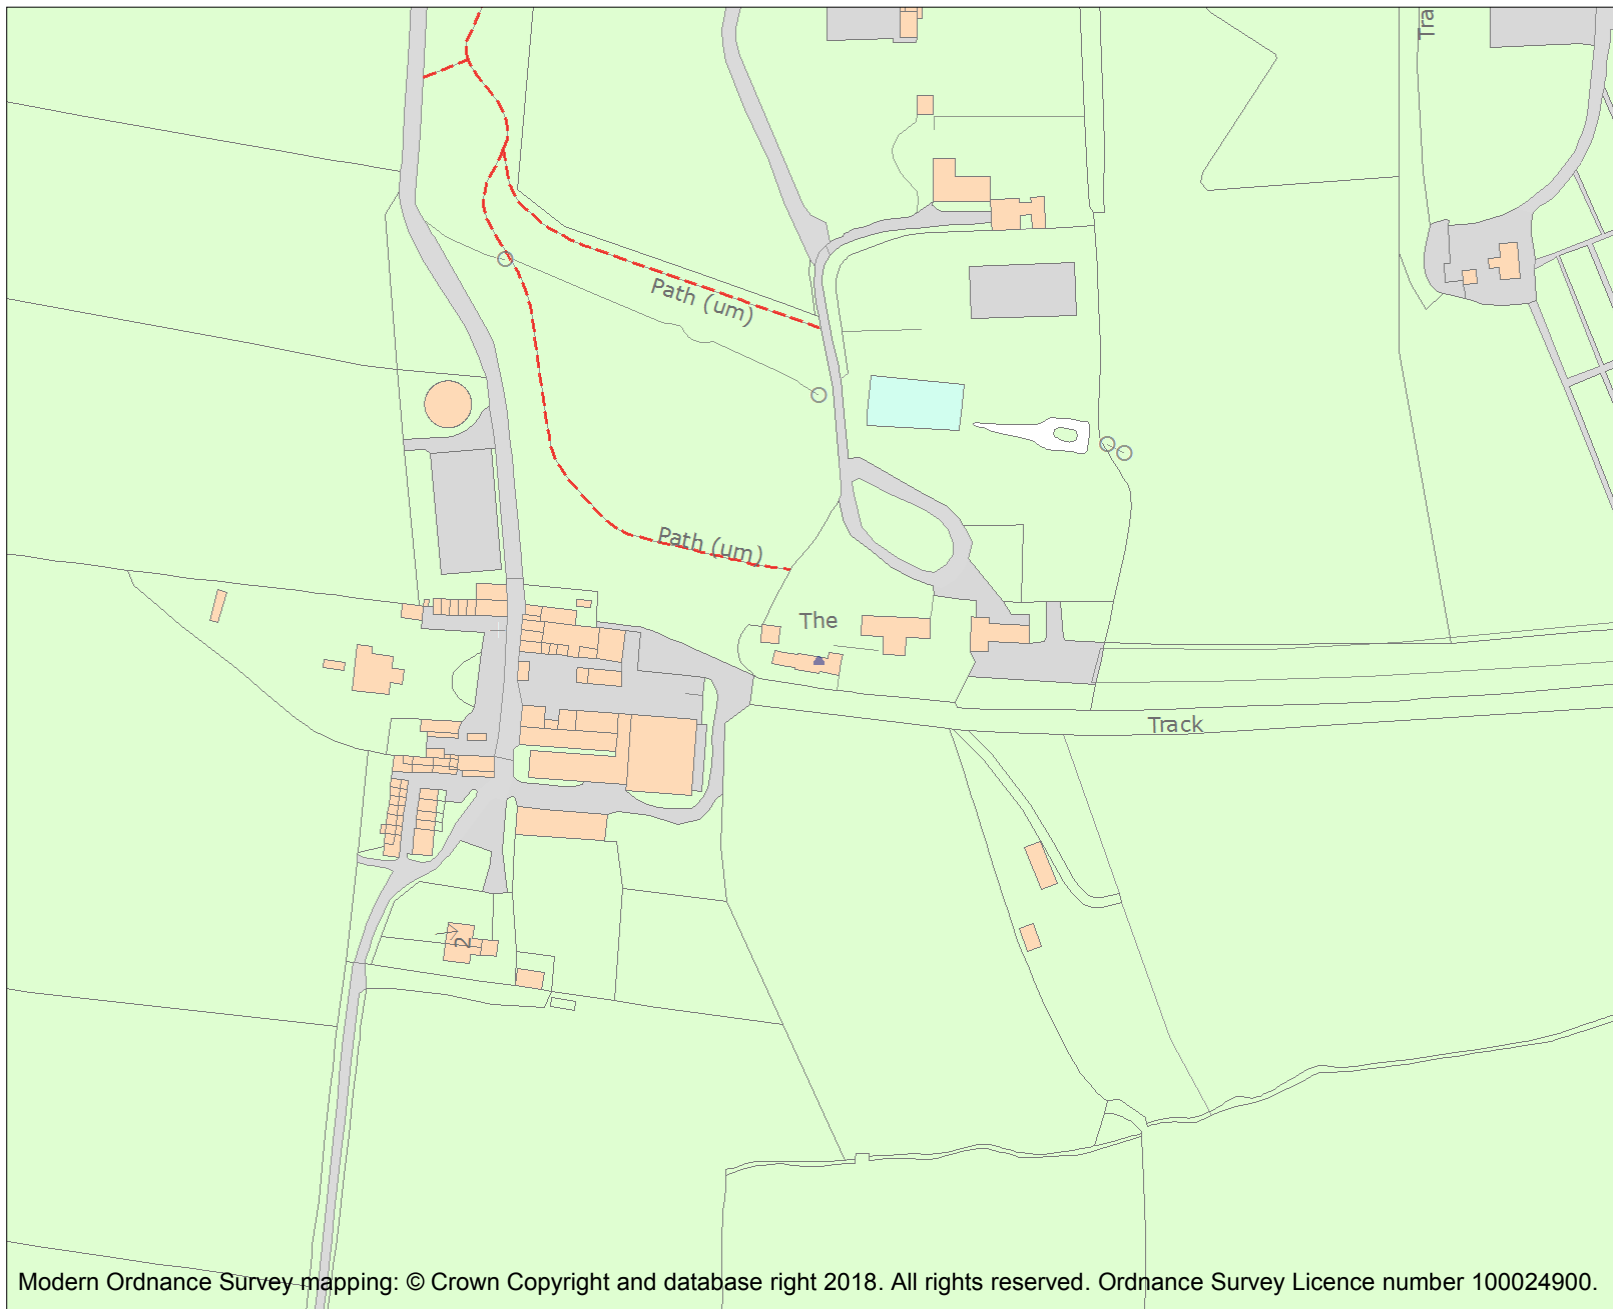 Tra
Path (um)
Path (um)
The
Track
2
Modern Ordnance Survey mapping: © Crown Copyright and database right 2018. All rights reserved. Ordnance Survey Licence number 100024900.